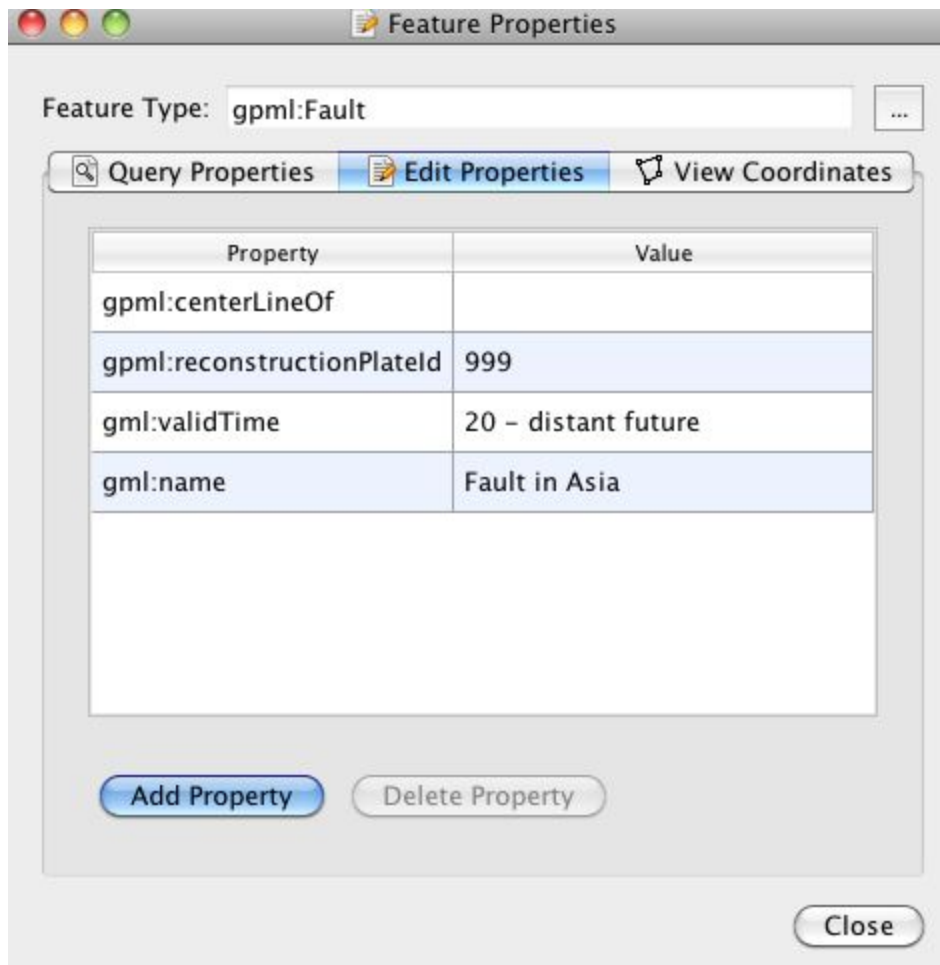 Feature Properties
Feature Type: gpml:Fault ...
Query Properties Edit Properties View Coordinates
Property Value
gpml:centerLineOf
gpml:reconstructionPlateId 999
gml:validTime 20 – distant future
gml:name Fault in Asia
Add Property Delete Property
Close